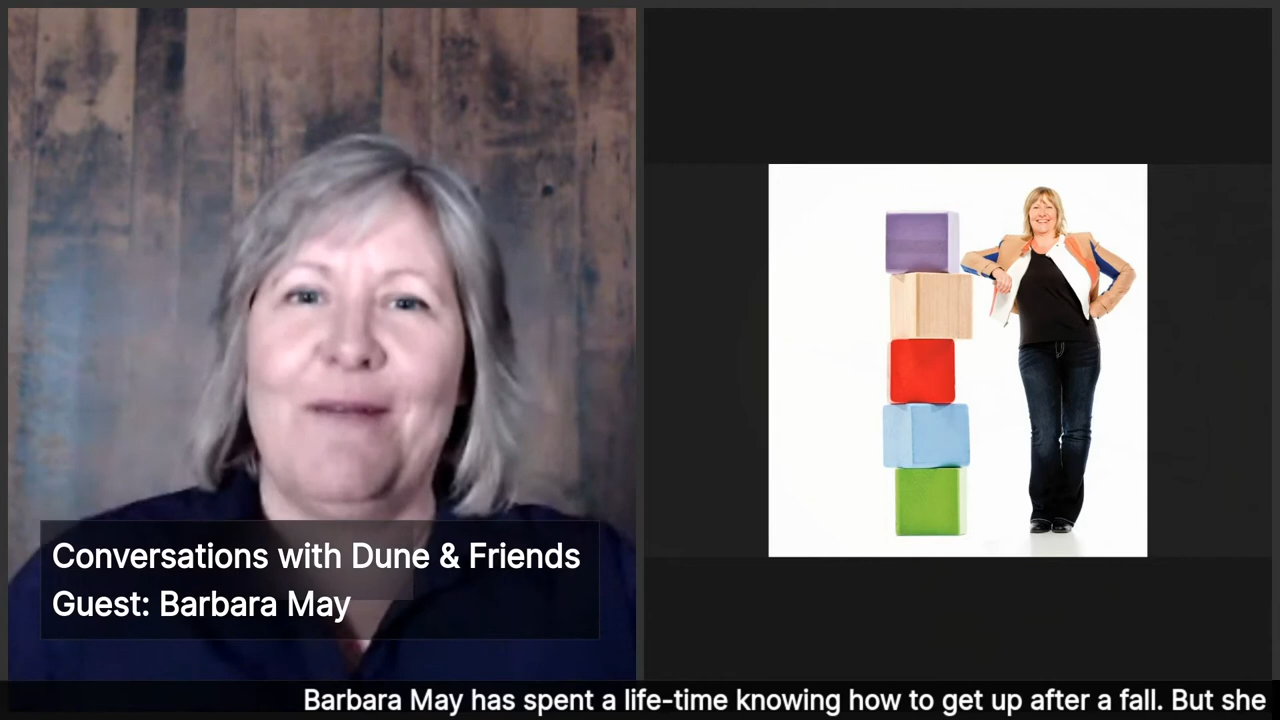 Conversations with Dune & Friends
Guest: Barbara May
Barbara May has spent a life-time knowing how to get up after a fall. But she